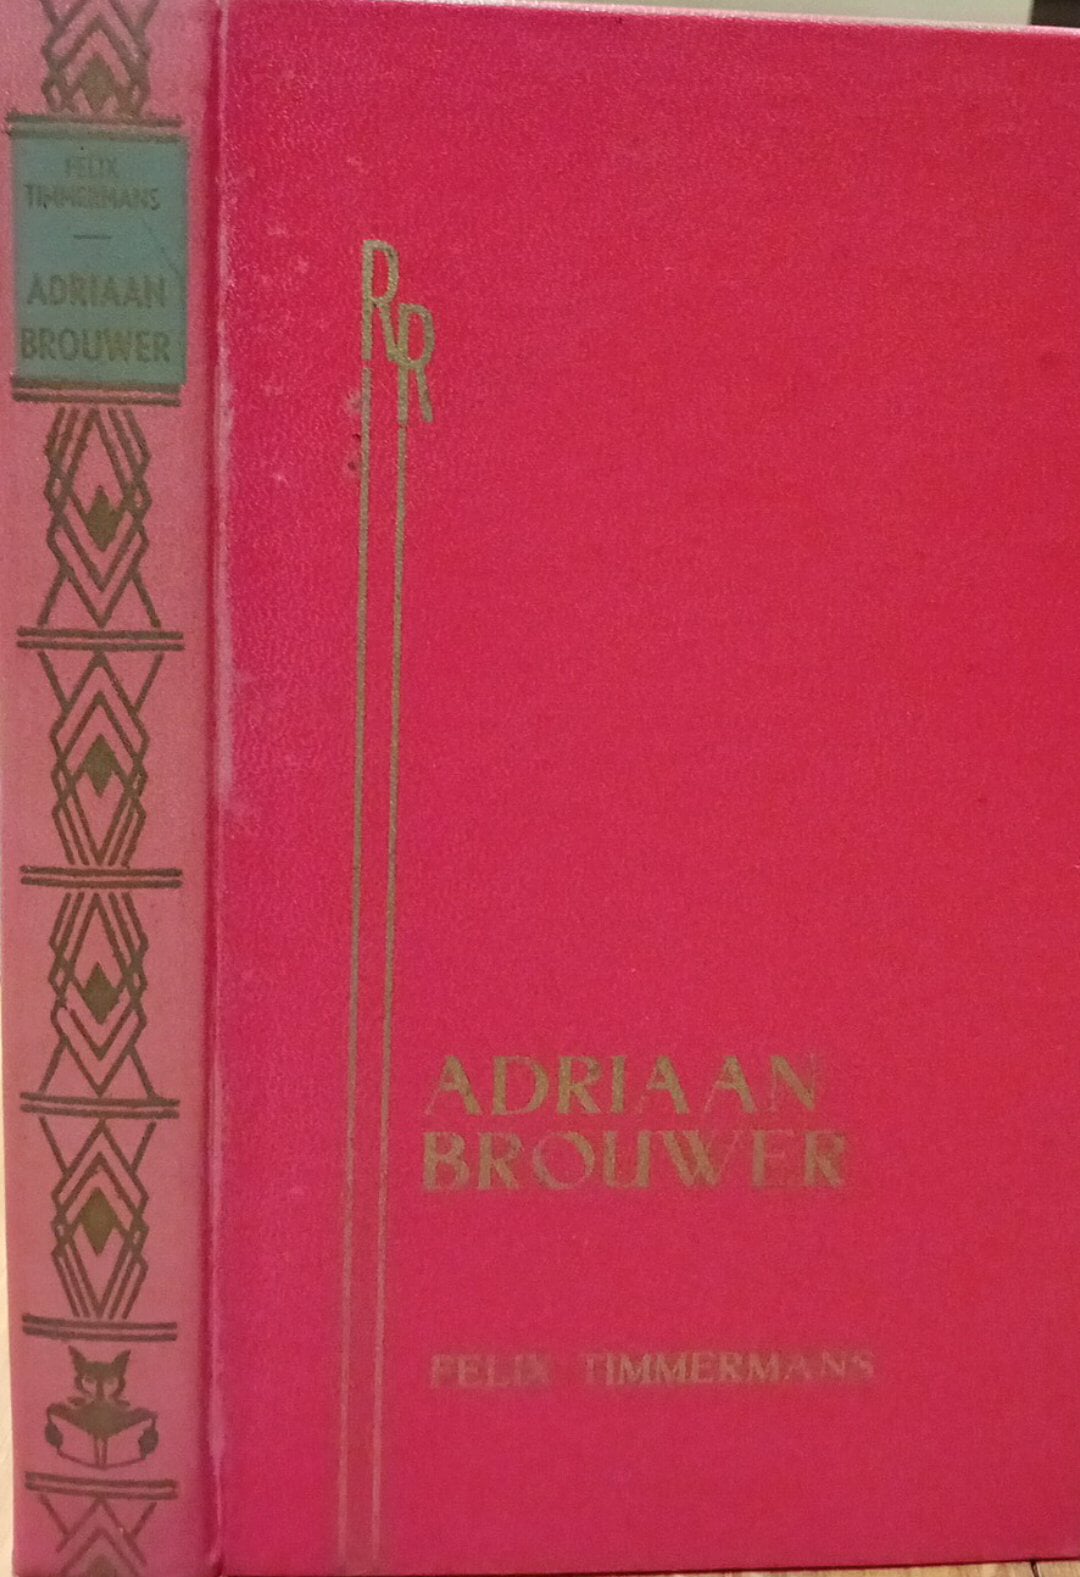 FELIX
TIMMERMANS
—
ADRIAAN
BROUWER
RR
ADRIAAN
BROUWER
FELIX TIMMERMANS